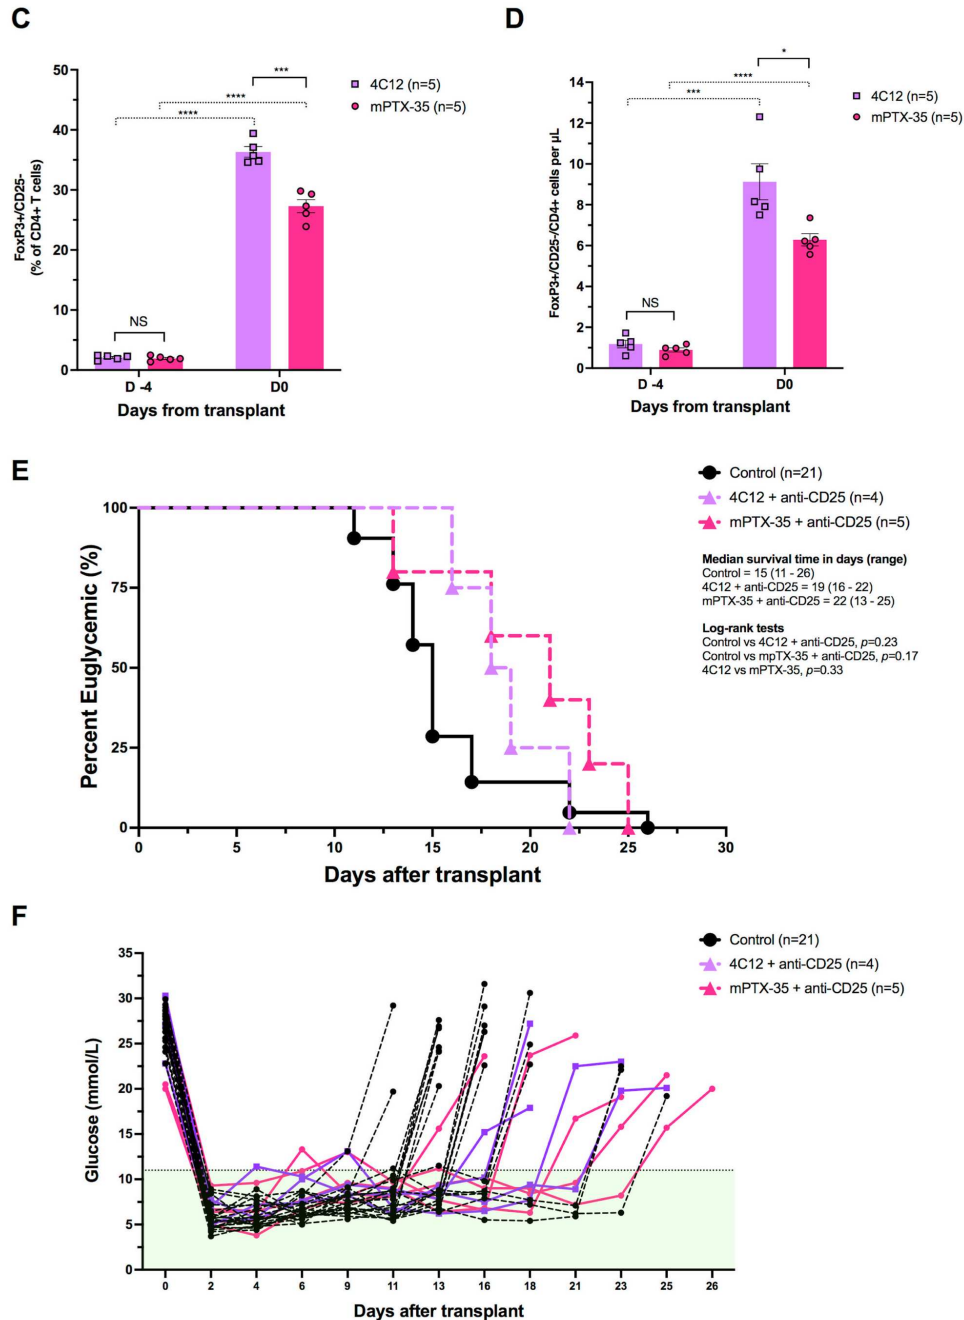 C
FoxP3+/CD25-
(% of CD4+ T cells)
50
40
30
20
10
0
***
****
****
NS
D -4
D0
Days from transplant
4C12 (n=5)
mPTX-35 (n=5)
D
FoxP3+/CD25-/CD4+ cells per µL
14
12
10
8
6
4
2
0
*
****
***
NS
D -4
D0
Days from transplant
4C12 (n=5)
mPTX-35 (n=5)
E
Percent Euglycemic (%)
100
75
50
25
0
0
5
10
15
20
25
30
Days after transplant
Control (n=21)
4C12 + anti-CD25 (n=4)
mPTX-35 + anti-CD25 (n=5)
Median survival time in days (range)
Control = 15 (11 - 26)
4C12 + anti-CD25 = 19 (16 - 22)
mPTX-35 + anti-CD25 = 22 (13 - 25)
Log-rank tests
Control vs 4C12 + anti-CD25, p=0.23
Control vs mpTX-35 + anti-CD25, p=0.17
4C12 vs mPTX-35, p=0.33
F
Glucose (mmol/L)
35
30
25
20
15
10
5
0
0
2
4
6
9
11
13
16
18
21
23
25
26
Days after transplant
Control (n=21)
4C12 + anti-CD25 (n=4)
mPTX-35 + anti-CD25 (n=5)